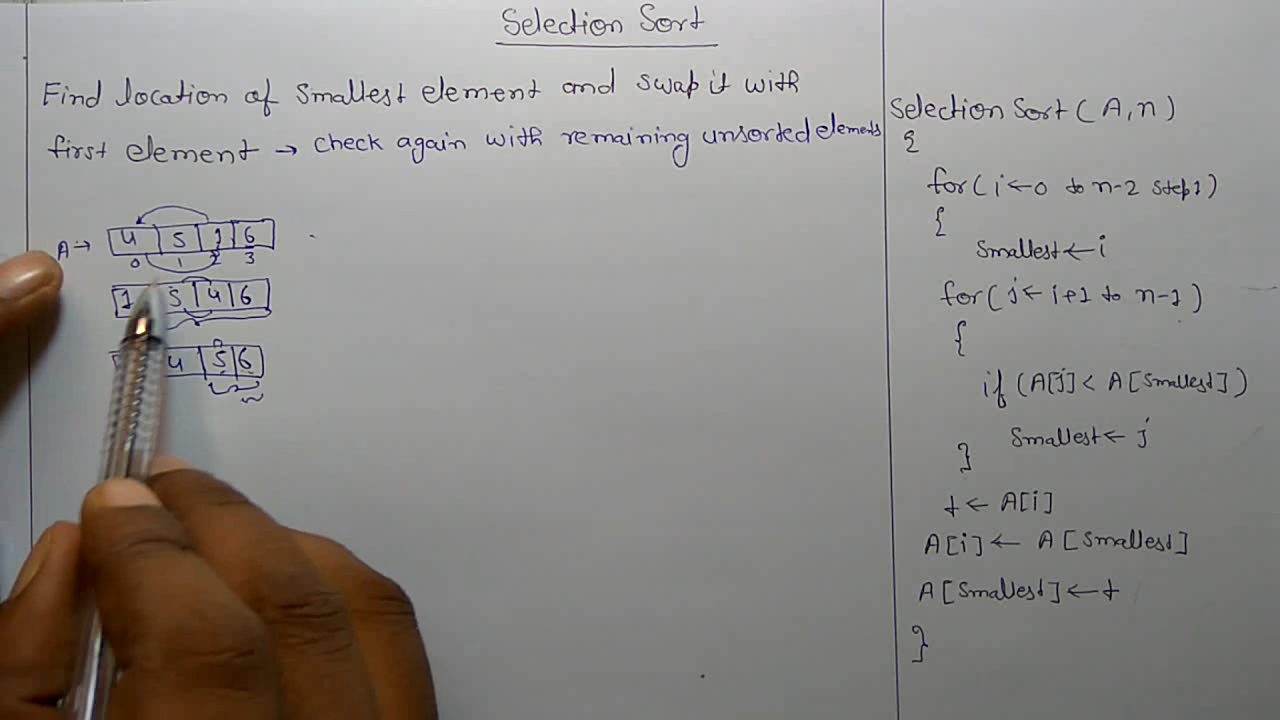 Selection Sort
Find location of smallest element and swap it with
first element → check again with remaining unsorted elements
A → 4 5 1 6
0 1 2 3
1 5 4 6
4 5 6
Selection Sort (A, n)
{
for (i ← 0 to n-2 step 1)
{
Smallest ← i
for (j ← i+1 to n-1)
{
if (A[j] < A[Smallest])
Smallest ← j
}
t ← A[i]
A[i] ← A[Smallest]
A[Smallest] ← t
}